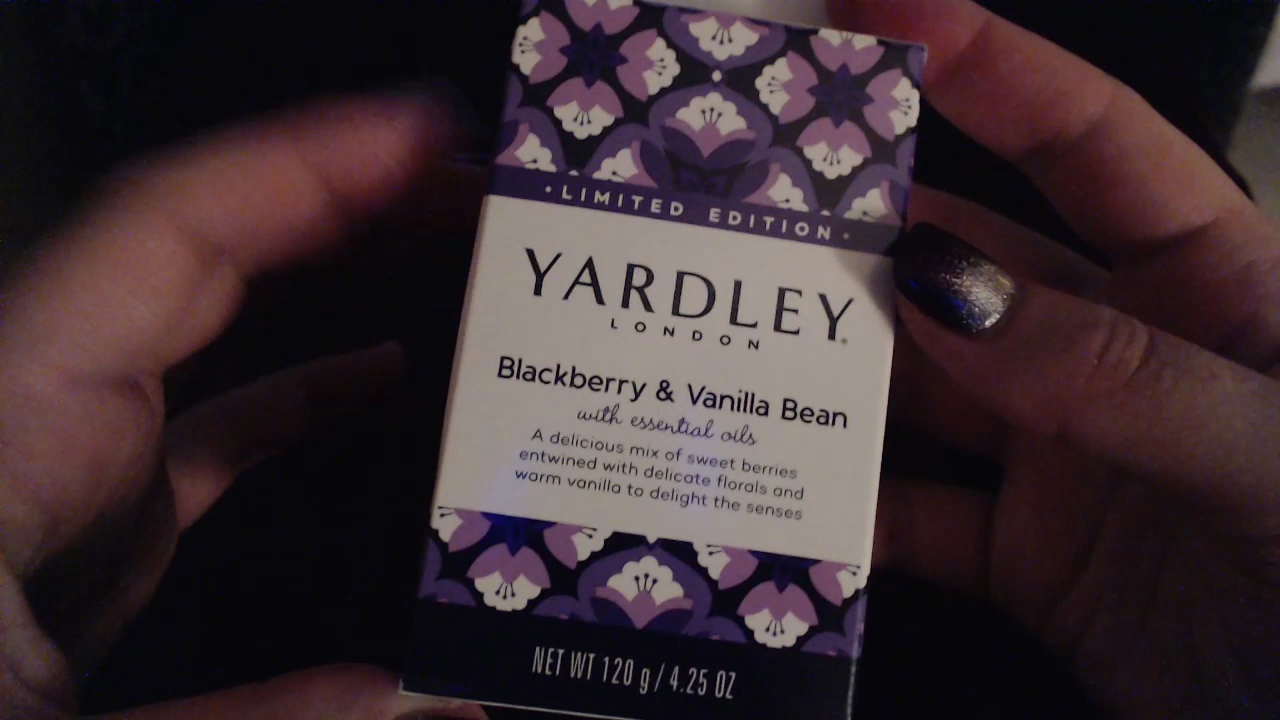 • LIMITED EDITION •
YARDLEY
LONDON
Blackberry & Vanilla Bean
with essential oils
A delicious mix of sweet berries
entwined with delicate florals and
warm vanilla to delight the senses
NET WT 120 g / 4.25 OZ